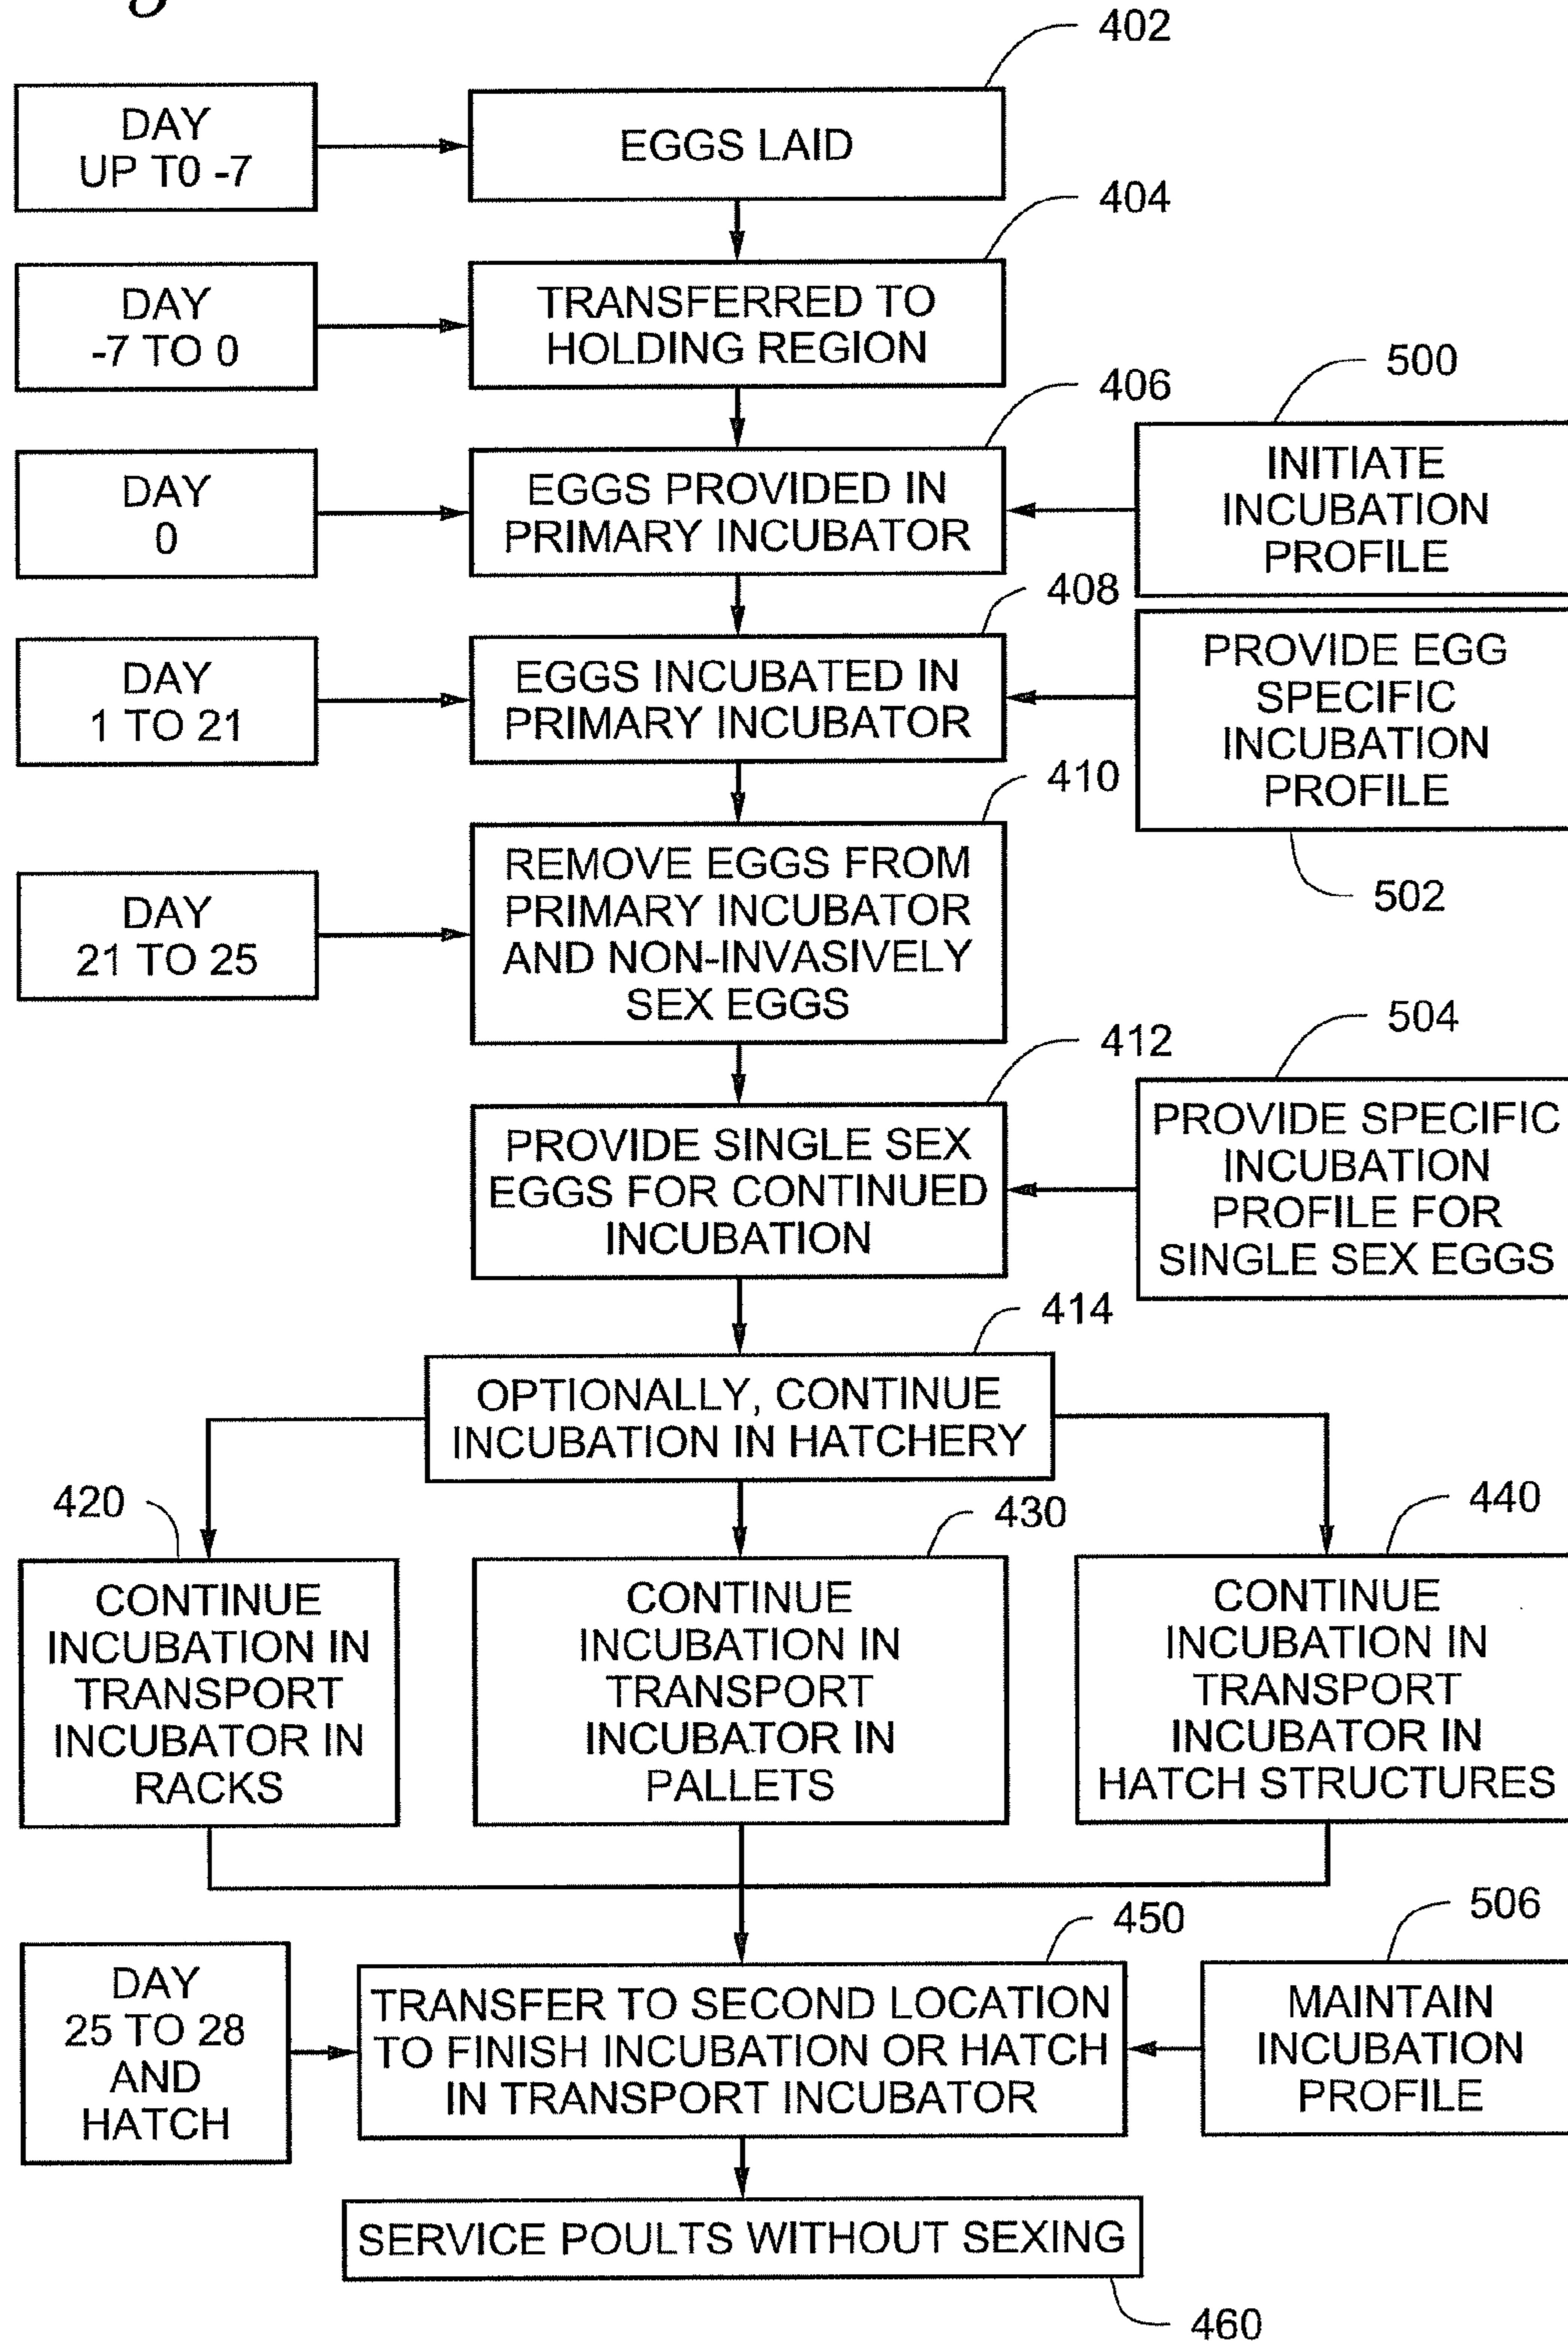 402
DAY
UP T0 -7
EGGS LAID
404
DAY
-7 TO 0
TRANSFERRED TO
HOLDING REGION
406
500
DAY
0
EGGS PROVIDED IN
PRIMARY INCUBATOR
INITIATE
INCUBATION
PROFILE
408
DAY
1 TO 21
EGGS INCUBATED IN
PRIMARY INCUBATOR
PROVIDE EGG
SPECIFIC
INCUBATION
PROFILE
502
410
DAY
21 TO 25
REMOVE EGGS FROM
PRIMARY INCUBATOR
AND NON-INVASIVELY
SEX EGGS
412
504
PROVIDE SINGLE SEX
EGGS FOR CONTINUED
INCUBATION
PROVIDE SPECIFIC
INCUBATION
PROFILE FOR
SINGLE SEX EGGS
414
OPTIONALLY, CONTINUE
INCUBATION IN HATCHERY
420
CONTINUE
INCUBATION IN
TRANSPORT
INCUBATOR IN
RACKS
430
CONTINUE
INCUBATION IN
TRANSPORT
INCUBATOR IN
PALLETS
440
CONTINUE
INCUBATION IN
TRANSPORT
INCUBATOR IN
HATCH STRUCTURES
450
506
DAY
25 TO 28
AND
HATCH
TRANSFER TO SECOND LOCATION
TO FINISH INCUBATION OR HATCH
IN TRANSPORT INCUBATOR
MAINTAIN
INCUBATION
PROFILE
SERVICE POULTS WITHOUT SEXING
460